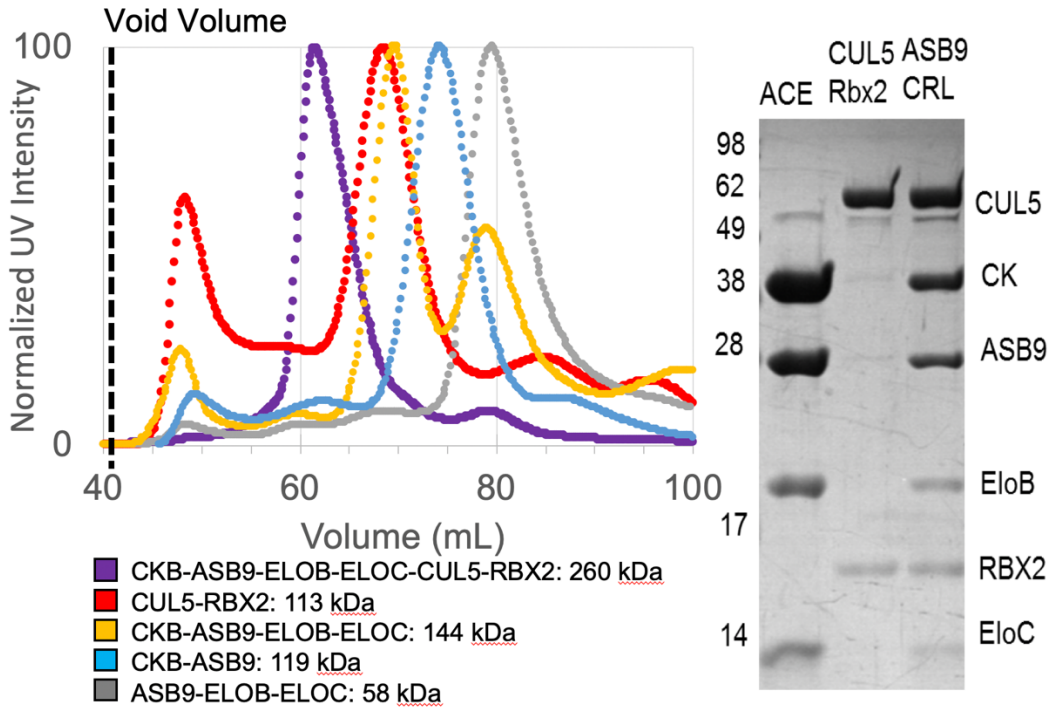 Void Volume
100
0
Normalized UV Intensity
40 60 80 100
Volume (mL)
CKB-ASB9-ELOB-ELOC-CUL5-RBX2: 260 kDa
CUL5-RBX2: 113 kDa
CKB-ASB9-ELOB-ELOC: 144 kDa
CKB-ASB9: 119 kDa
ASB9-ELOB-ELOC: 58 kDa
ACE
CUL5
Rbx2
ASB9
CRL
98
62
49
38
28
17
14
CUL5
CK
ASB9
EloB
RBX2
EloC